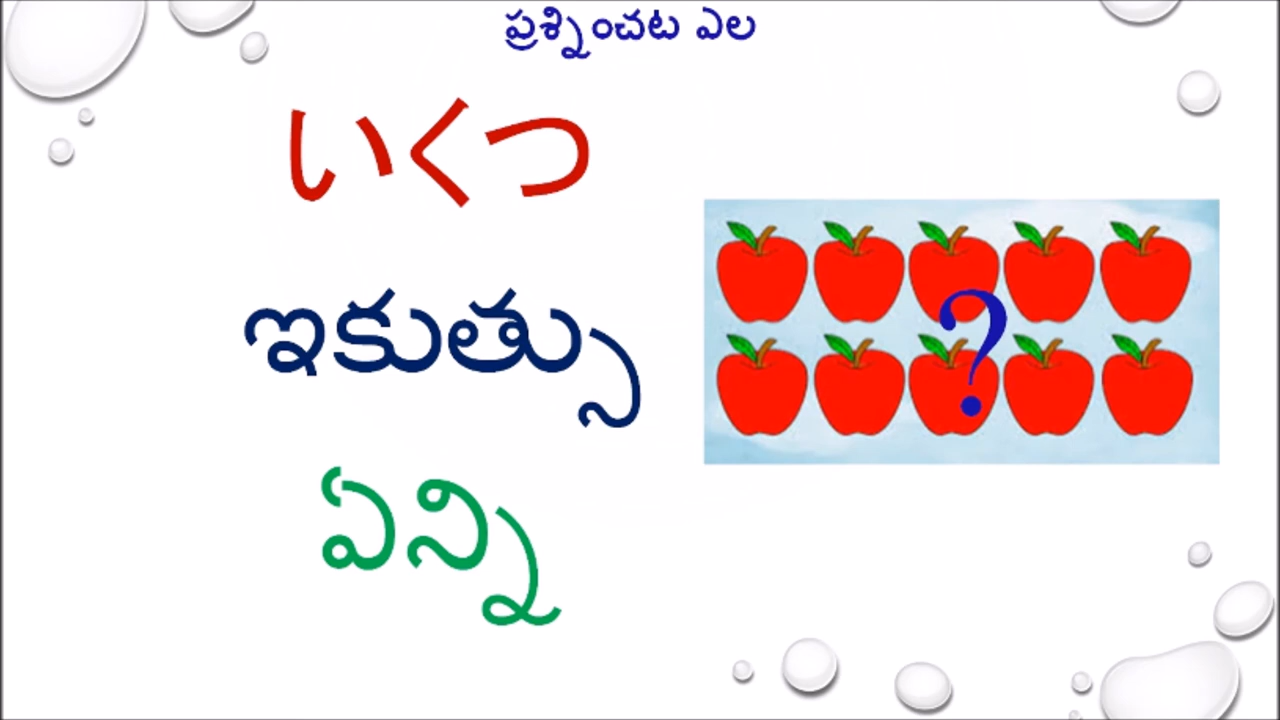 ప్రశ్నించట ఎల
いくつ
ఇకుత్సు
ఏన్ని
?